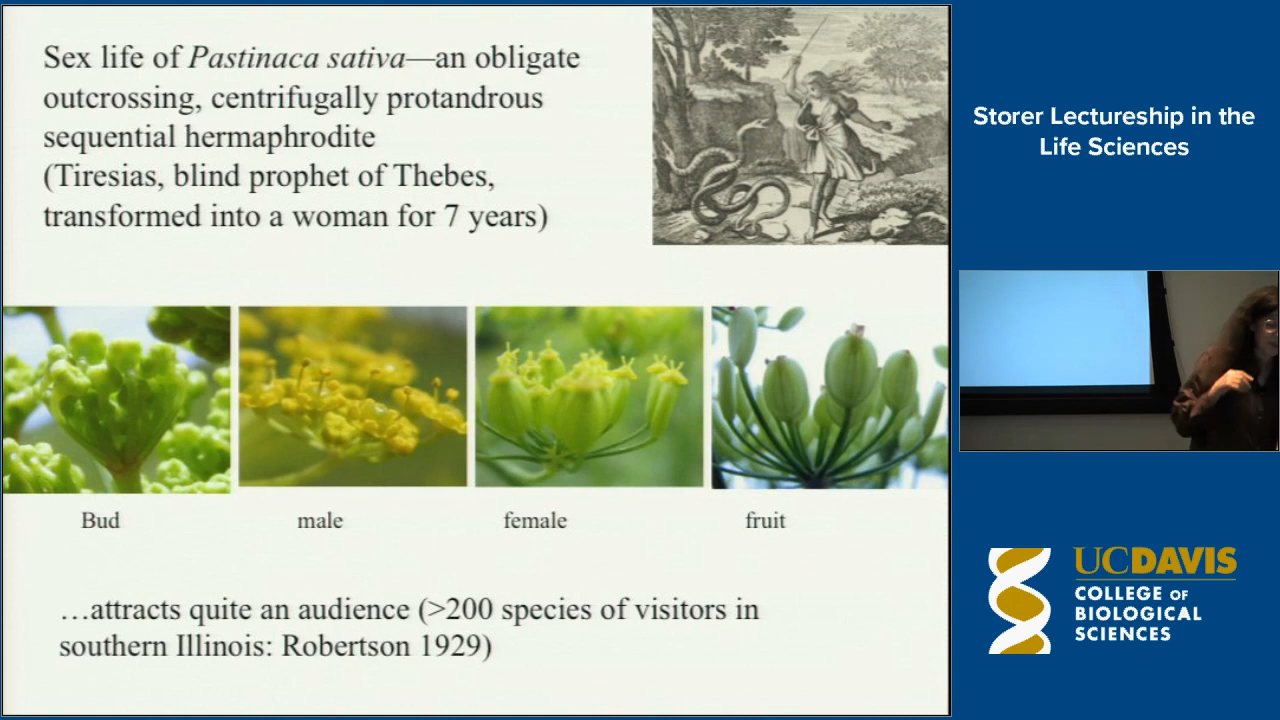 Sex life of Pastinaca sativa—an obligate
outcrossing, centrifugally protandrous
sequential hermaphrodite
(Tiresias, blind prophet of Thebes,
transformed into a woman for 7 years)
Bud
male
female
fruit
…attracts quite an audience (>200 species of visitors in
southern Illinois: Robertson 1929)
Storer Lectureship in the
Life Sciences
UCDAVIS
COLLEGE OF
BIOLOGICAL
SCIENCES